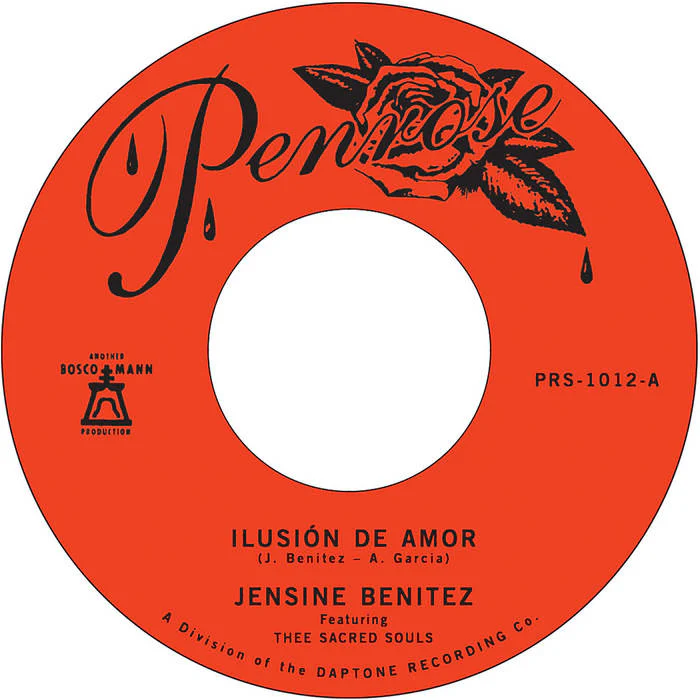 Penrose
ANOTHER
BOSCO MANN
PRODUCTION
PRS-1012-A
ILUSIÓN DE AMOR
(J. Benitez – A. Garcia)
JENSINE BENITEZ
Featuring
THEE SACRED SOULS
A Division of the DAPTONE RECORDING Co.